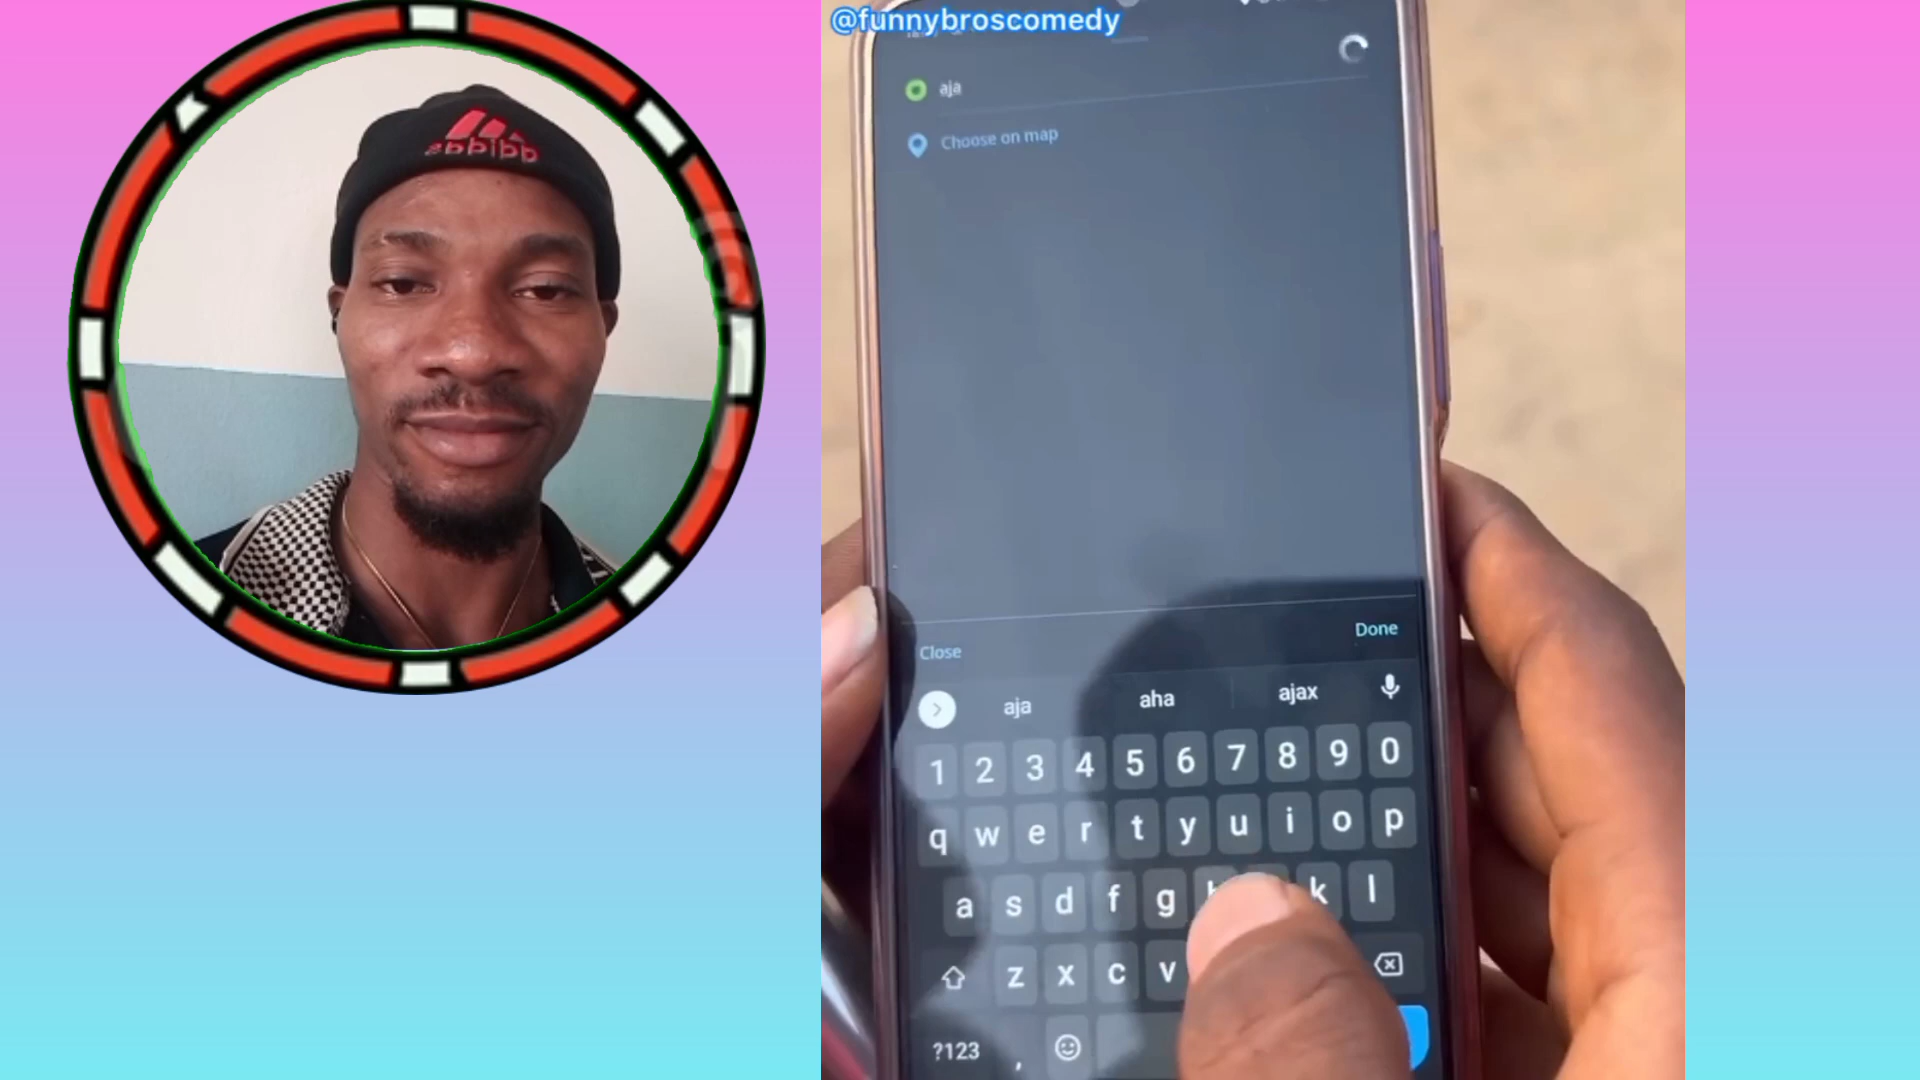 @funnybroscomedy
adidas
aja
Choose on map
Done
Close
aja aha ajax
1 2 3 4 5 6 7 8 9 0
q w e r t y u i o p
a s d f g k l
z x c v
?123 ,